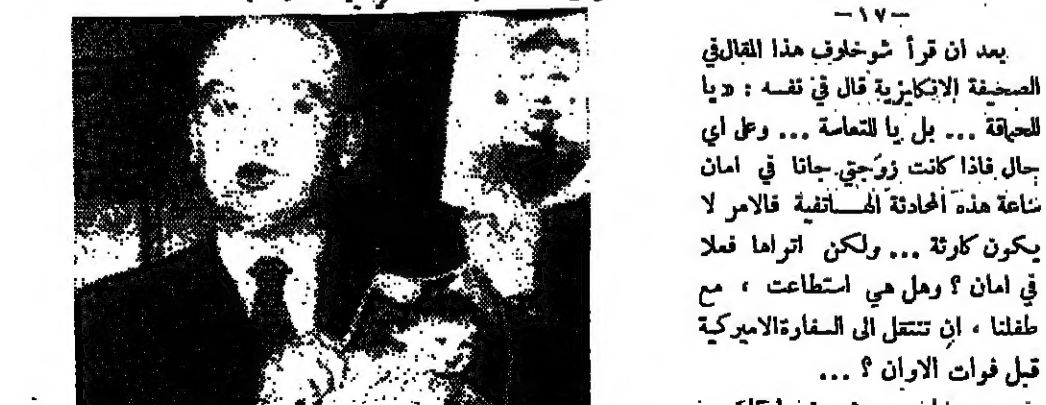 —١٧—
بعد ان قرأ شوخلوف هذا المقال في
الصحيفة الانكليزية قال في نفسه : « يا
للحماقة ... بل يا للتعاسة ... وعلى اي
حال فاذا كانت زوجتي جانا في امان
ساعة هذه المحادثة الهـــاتفية فالامر لا
يكون كارثة ... ولكن اتراها فعلا
في امان ؟ وهل هي استطاعت ، مع
طفلنا ، ان تنتقل الى السفارة الاميركية
قبل فوات الاوان ؟ ...